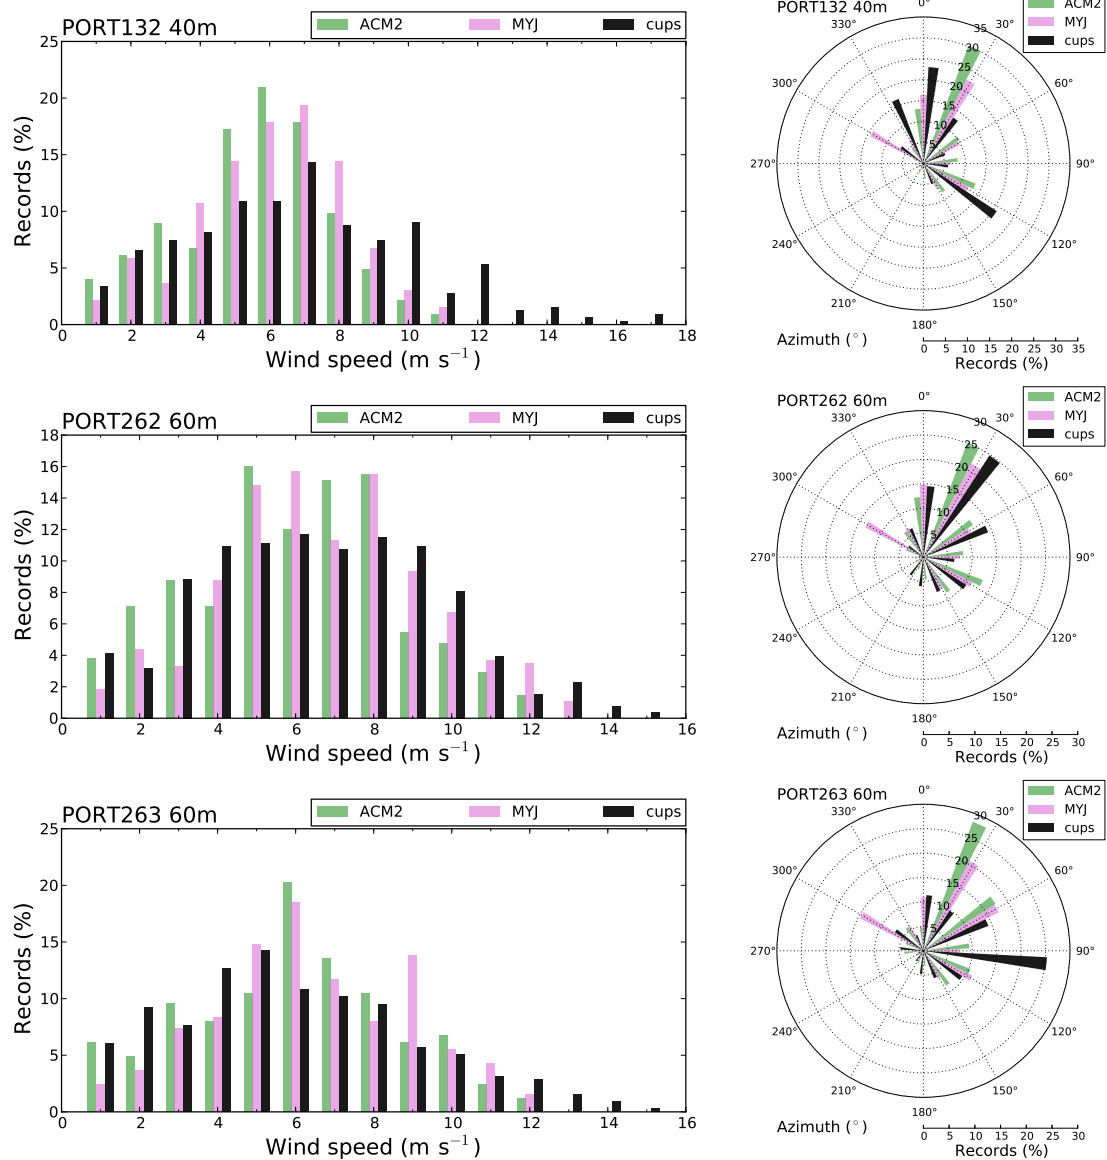 PORT132 40m
ACM2 MYJ cups
25
20
15
10
5
0
Records (%)
0 2 4 6 8 10 12 14 16 18
Wind speed (m s−1)
PORT132 40m
ACM2
MYJ
cups
0°
30°
60°
90°
120°
150°
180°
210°
240°
270°
300°
330°
5
10
15
20
25
30
35
Azimuth (°)
0 5 10 15 20 25 30 35
Records (%)
PORT262 60m
ACM2 MYJ cups
18
16
14
12
10
8
6
4
2
0
Records (%)
0 2 4 6 8 10 12 14 16
Wind speed (m s−1)
PORT262 60m
ACM2
MYJ
cups
0°
30°
60°
90°
120°
150°
180°
210°
240°
270°
300°
330°
5
10
15
20
25
Azimuth (°)
0 5 10 15 20 25 30
Records (%)
PORT263 60m
ACM2 MYJ cups
25
20
15
10
5
0
Records (%)
0 2 4 6 8 10 12 14 16
Wind speed (m s−1)
PORT263 60m
ACM2
MYJ
cups
0°
30°
60°
90°
120°
150°
180°
210°
240°
270°
300°
330°
5
10
15
20
25
30
Azimuth (°)
0 5 10 15 20 25 30
Records (%)